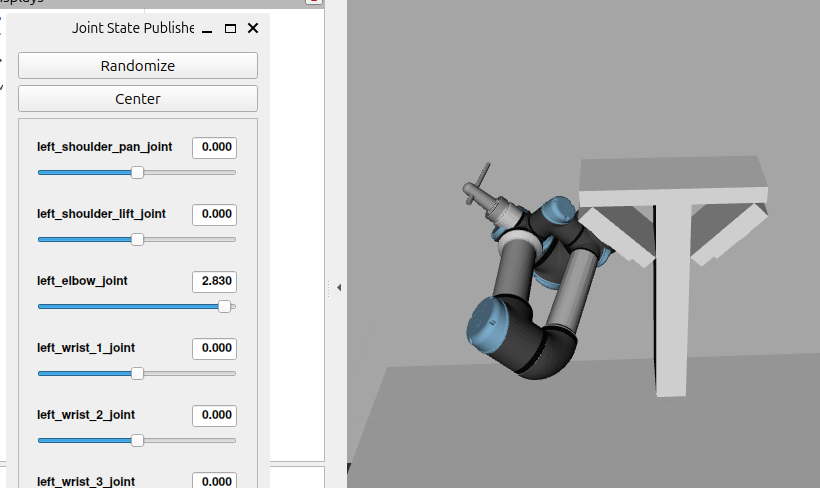 Joint State Publishe
Randomize
Center
left_shoulder_pan_joint 0.000
left_shoulder_lift_joint 0.000
left_elbow_joint 2.830
left_wrist_1_joint 0.000
left_wrist_2_joint 0.000
left_wrist_3_joint 0.000